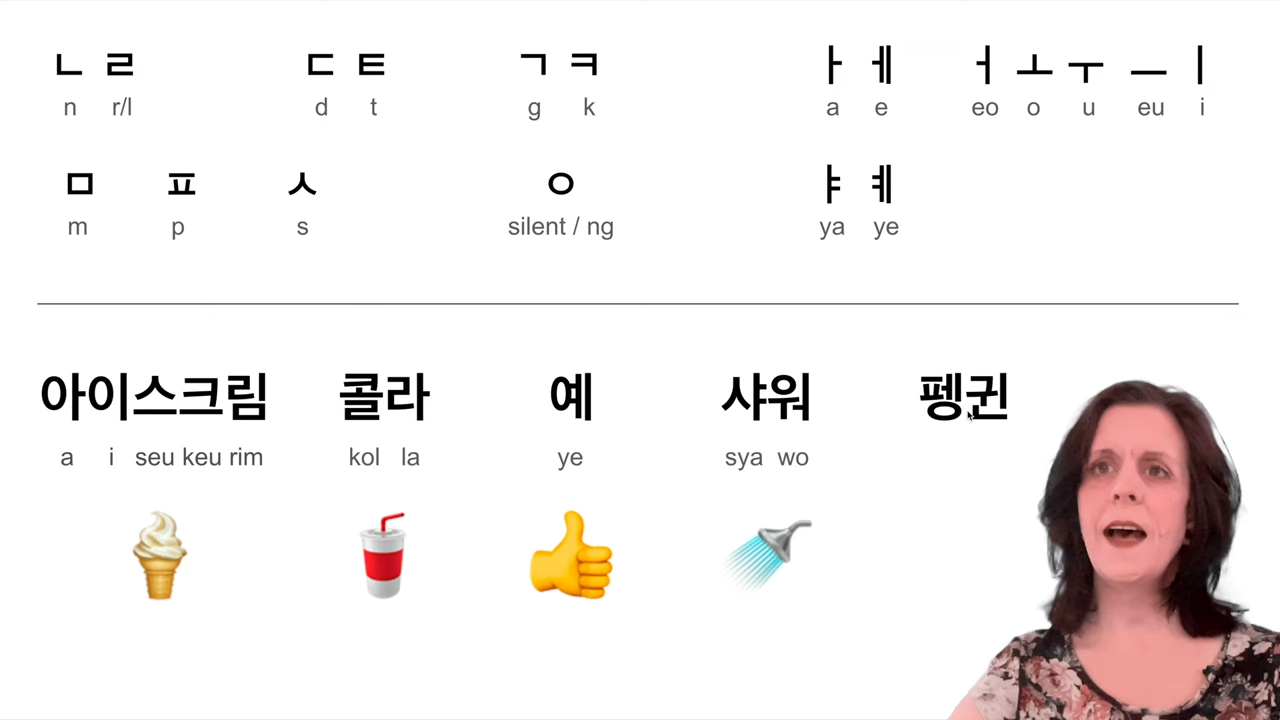 ㄴ ㄹ ㄷ ㅌ ㄱ ㅋ ㅏ ㅔ ㅓ ㅗ ㅜ ㅡ ㅣ
n r/l d t g k a e eo o u eu i
ㅁ ㅍ ㅅ ㅇ ㅑ ㅖ
m p s silent / ng ya ye
아이스크림 콜라 예 샤워 펭귄
a i seu keu rim kol la ye sya wo